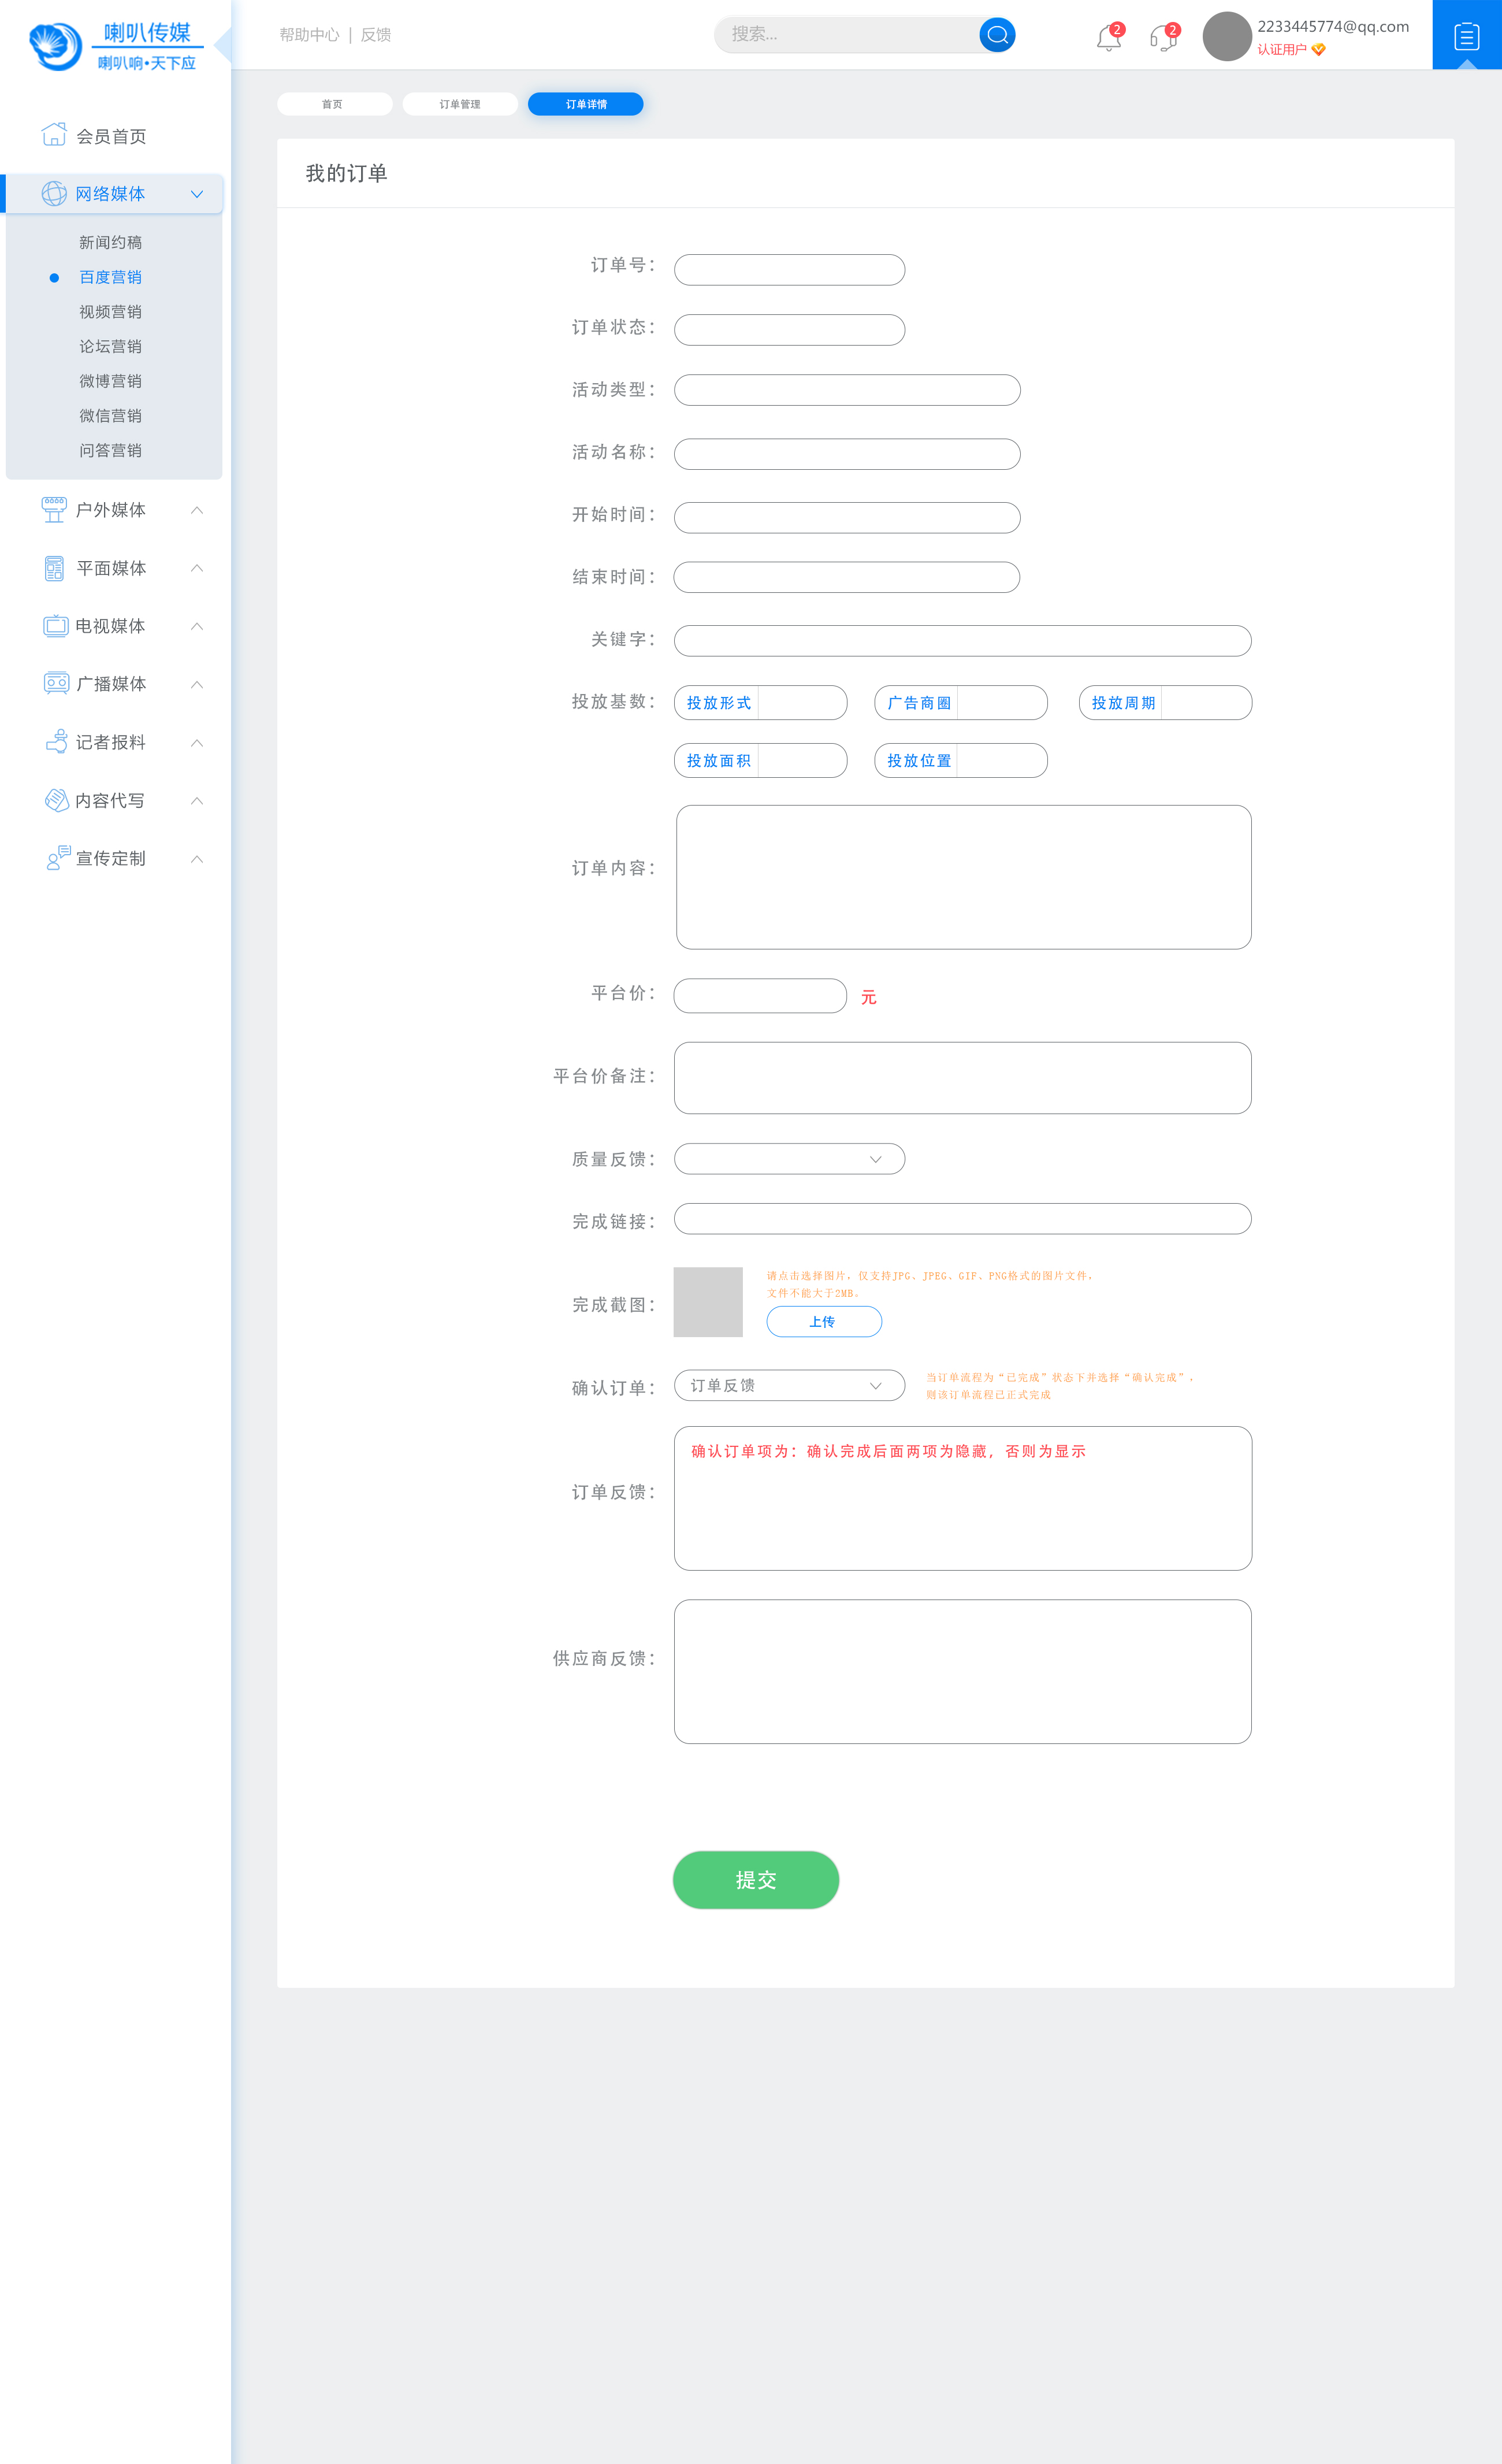 喇叭传媒
喇叭响•天下应
帮助中心 | 反馈
搜索...
2
2
2233445774@qq.com
认证用户
会员首页
网络媒体
新闻约稿
百度营销
视频营销
论坛营销
微博营销
微信营销
问答营销
户外媒体
平面媒体
电视媒体
广播媒体
记者报料
内容代写
宣传定制
首页
订单管理
订单详情
我的订单
订单号：
订单状态：
活动类型：
活动名称：
开始时间：
结束时间：
关键字：
投放基数： 投放形式 广告商圈 投放周期
投放面积 投放位置
订单内容：
平台价： 元
平台价备注：
质量反馈：
完成链接：
完成截图：
请点击选择图片，仅支持JPG、JPEG、GIF、PNG格式的图片文件，
文件不能大于2MB。
上传
确认订单： 订单反馈
当订单流程为“已完成”状态下并选择“确认完成”，
则该订单流程已正式完成
订单反馈：
确认订单项为：确认完成后面两项为隐藏，否则为显示
供应商反馈：
提交